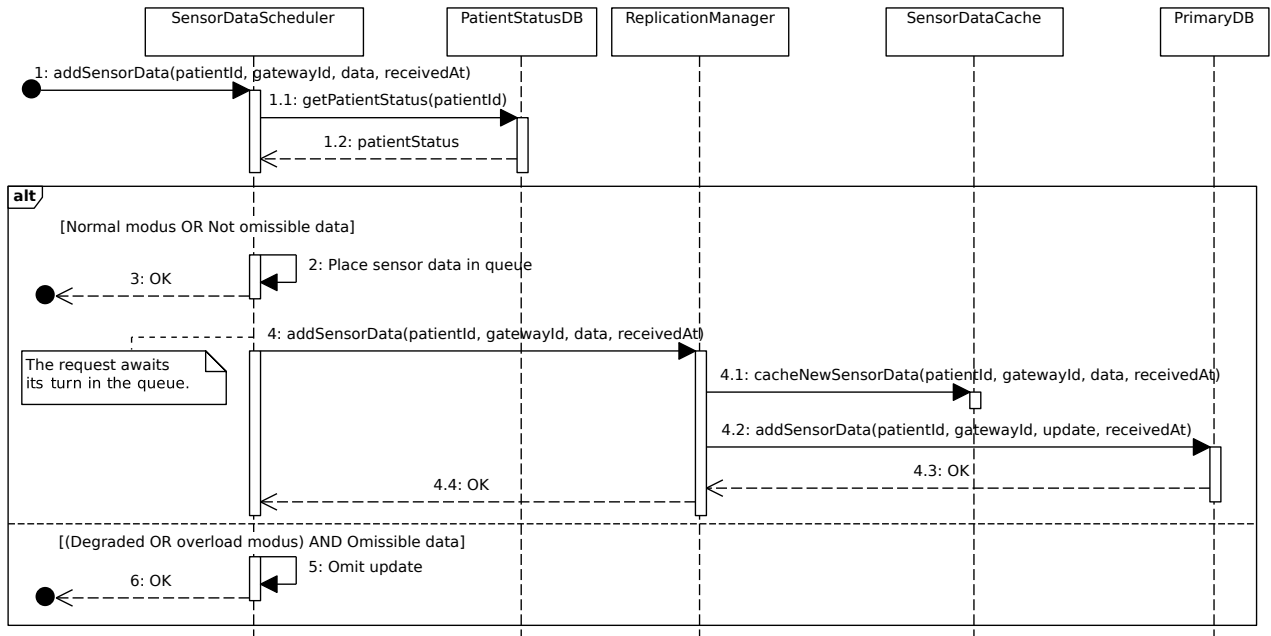 SensorDataScheduler
PatientStatusDB
ReplicationManager
SensorDataCache
PrimaryDB
1: addSensorData(patientId, gatewayId, data, receivedAt)
1.1: getPatientStatus(patientId)
1.2: patientStatus
alt
[Normal modus OR Not omissible data]
2: Place sensor data in queue
3: OK
4: addSensorData(patientId, gatewayId, data, receivedAt)
The request awaits
its turn in the queue.
4.1: cacheNewSensorData(patientId, gatewayId, data, receivedAt)
4.2: addSensorData(patientId, gatewayId, update, receivedAt)
4.3: OK
4.4: OK
[(Degraded OR overload modus) AND Omissible data]
5: Omit update
6: OK